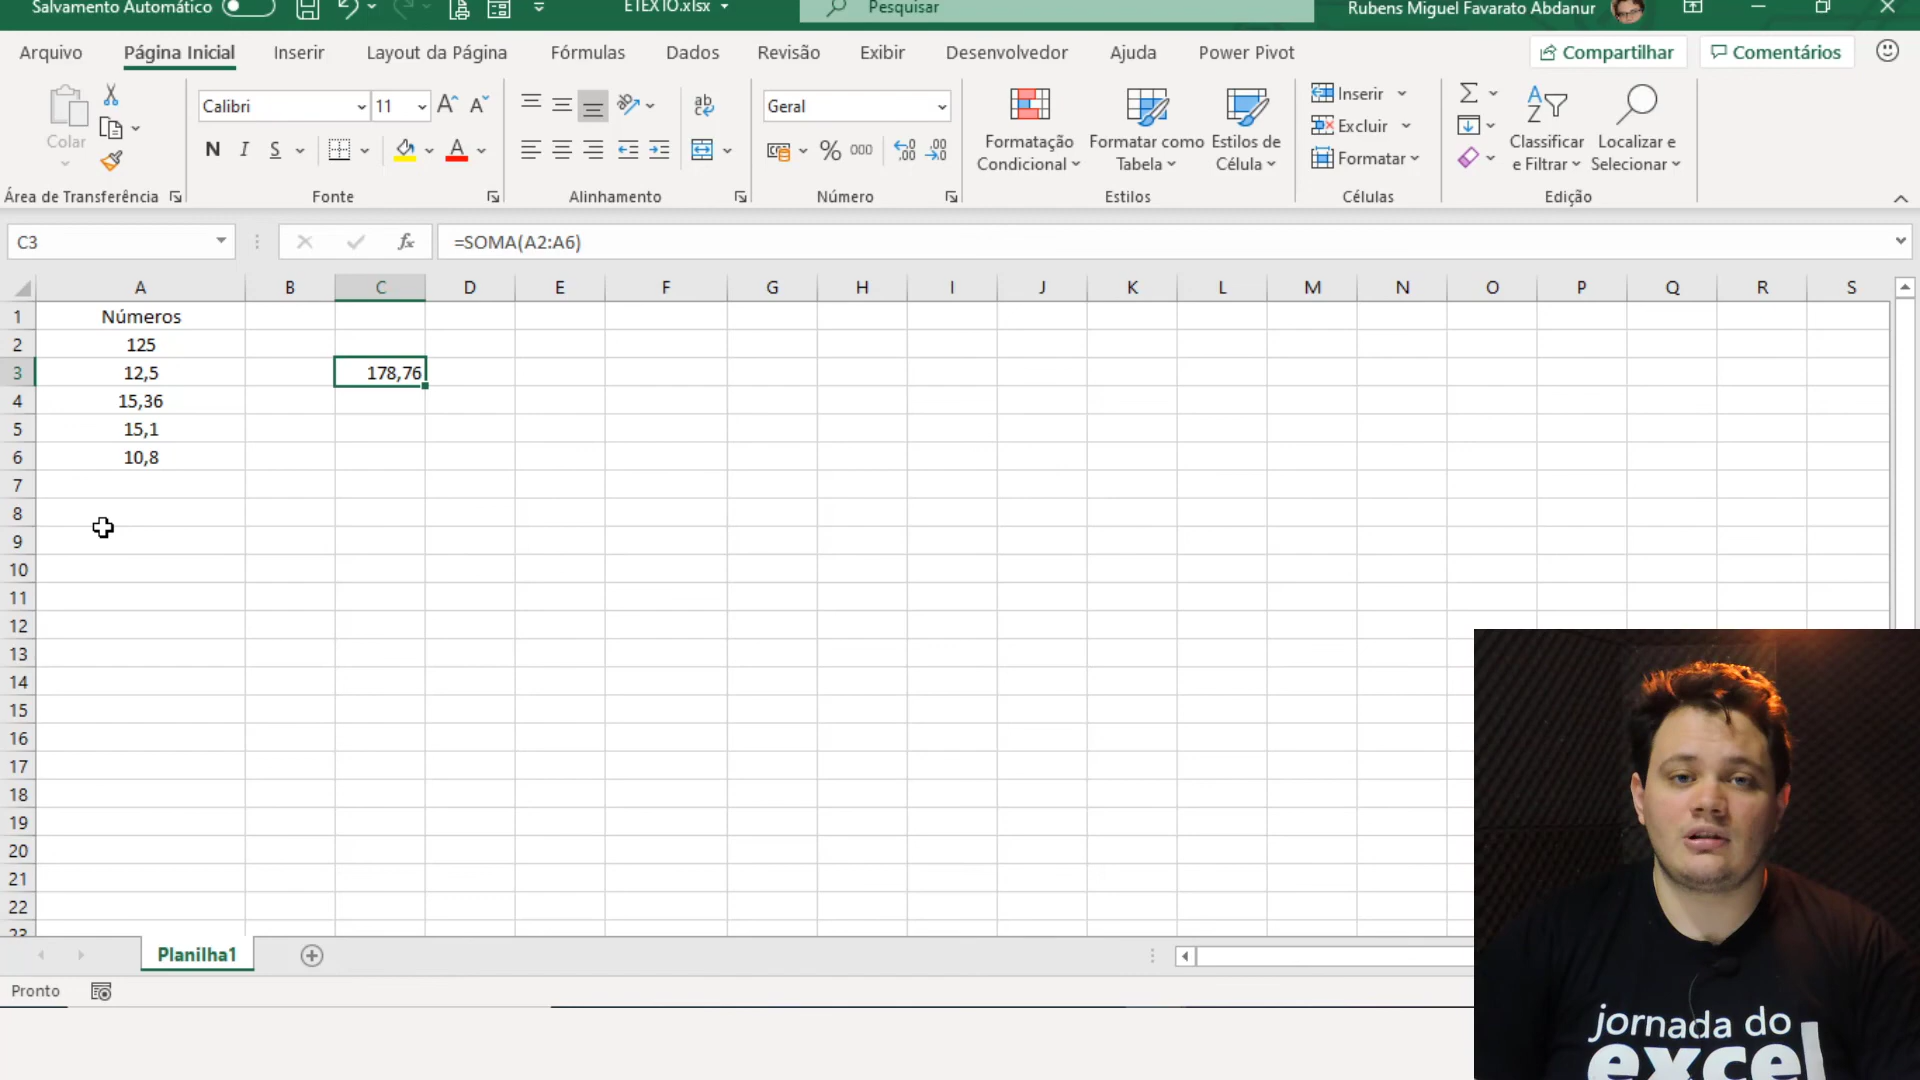 Salvamento Automático
ETEXTO.xlsx
Pesquisar
Rubens Miguel Favarato Abdanur
Arquivo
Página Inicial
Inserir
Layout da Página
Fórmulas
Dados
Revisão
Exibir
Desenvolvedor
Ajuda
Power Pivot
Compartilhar
Comentários
Colar
Calibri
11
N I S
ab
Geral
% 000
Formatação Condicional
Formatar como Tabela
Estilos de Célula
Inserir
Excluir
Formatar
Classificar e Filtrar
Localizar e Selecionar
Área de Transferência
Fonte
Alinhamento
Número
Estilos
Células
Edição
C3
fx
=SOMA(A2:A6)
A B C D E F G H I J K L M N O P Q R S
1 Números
2 125
3 12,5 178,76
4 15,36
5 15,1
6 10,8
7
8
9
10
11
12
13
14
15
16
17
18
19
20
21
22
23
Planilha1
Pronto
jornada do
excel